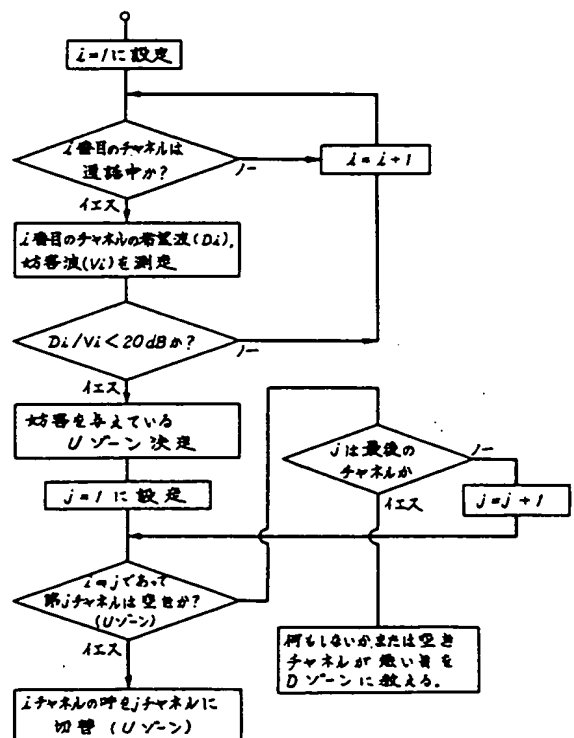 i=1に設定
i番目のチャネルは
通話中か?
ノー
i=i+1
イエス
i番目のチャネルの希望波(Di),
妨害波(Vi)を測定
Di/Vi<20dBか?
ノー
イエス
妨害を与えている
Uゾーン決定
j=1に設定
jは最後の
チャネルか
ノー
イエス
j=j+1
i=jであって
第jチャネルは空きか?
(Uゾーン)
イエス
何もしないかまたは空き
チャネルが無い旨を
Dゾーンに教える。
iチャネルの呼をjチャネルに
切替(Uゾーン)